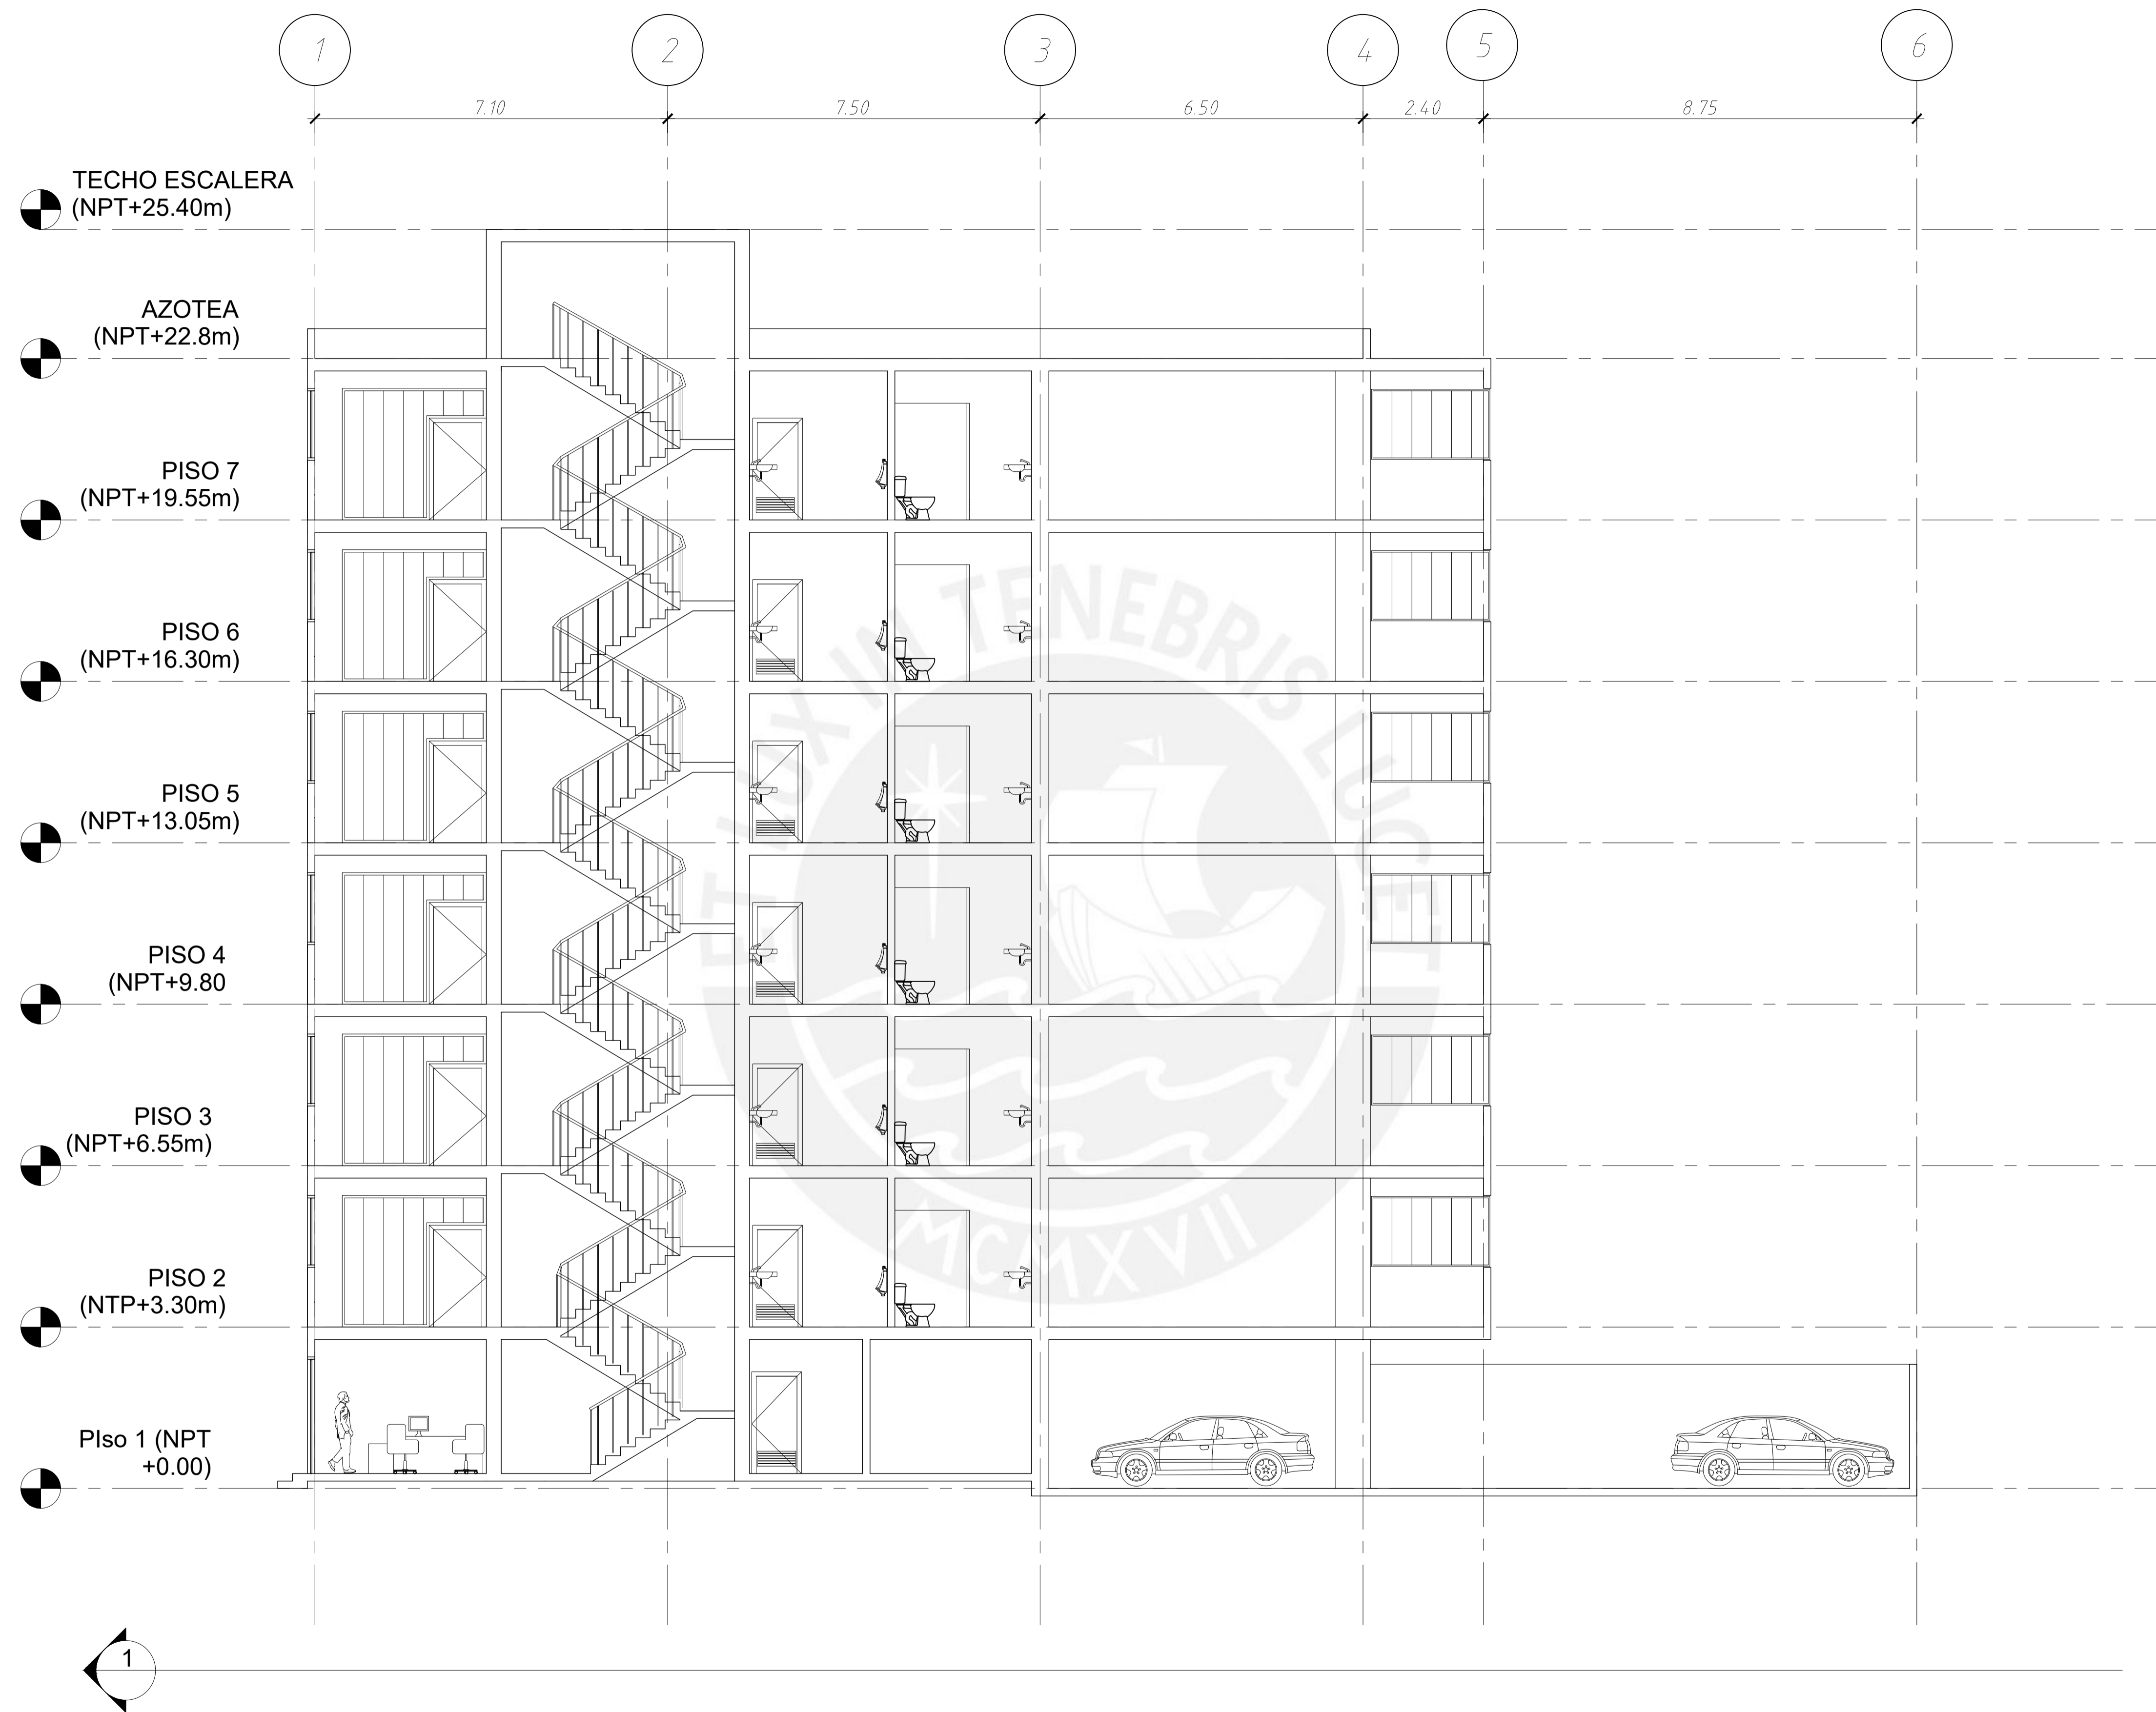 1 2 3 4 5 6
7.10 7.50 6.50 2.40 8.75
TECHO ESCALERA
(NPT+25.40m)
AZOTEA
(NPT+22.8m)
PISO 7
(NPT+19.55m)
PISO 6
(NPT+16.30m)
PISO 5
(NPT+13.05m)
PISO 4
(NPT+9.80
PISO 3
(NPT+6.55m)
PISO 2
(NTP+3.30m)
PIso 1 (NPT
+0.00)
ET LUX IN TENEBRIS LUCET
MCMXVII
1